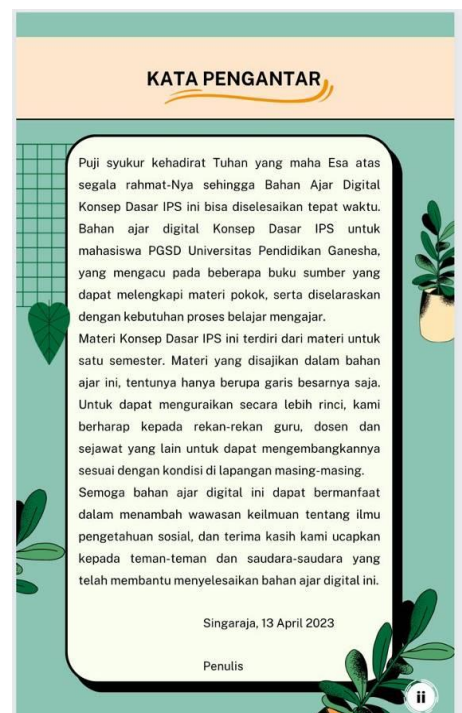 KATA PENGANTAR
Puji syukur kehadirat Tuhan yang maha Esa atas
segala rahmat-Nya sehingga Bahan Ajar Digital
Konsep Dasar IPS ini bisa diselesaikan tepat waktu.
Bahan ajar digital Konsep Dasar IPS untuk
mahasiswa PGSD Universitas Pendidikan Ganesha,
yang mengacu pada beberapa buku sumber yang
dapat melengkapi materi pokok, serta diselaraskan
dengan kebutuhan proses belajar mengajar.
Materi Konsep Dasar IPS ini terdiri dari materi untuk
satu semester. Materi yang disajikan dalam bahan
ajar ini, tentunya hanya berupa garis besarnya saja.
Untuk dapat menguraikan secara lebih rinci, kami
berharap kepada rekan-rekan guru, dosen dan
sejawat yang lain untuk dapat mengembangkannya
sesuai dengan kondisi di lapangan masing-masing.
Semoga bahan ajar digital ini dapat bermanfaat
dalam menambah wawasan keilmuan tentang ilmu
pengetahuan sosial, dan terima kasih kami ucapkan
kepada teman-teman dan saudara-saudara yang
telah membantu menyelesaikan bahan ajar digital ini.
Singaraja, 13 April 2023
Penulis
ii